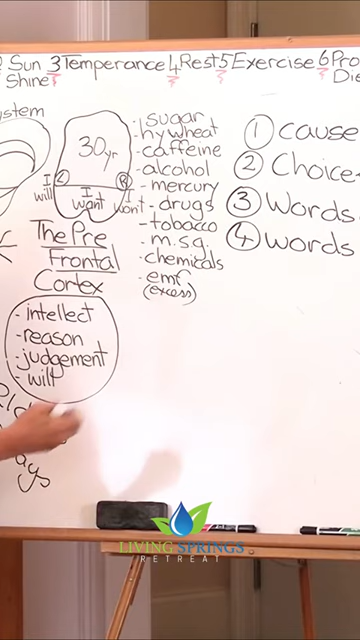 Sun 3 Temperance 4 Rest 5 Exercise 6 Pro
Shine Die
ystem
30yr
L R
I will I want I won't
The Pre
Frontal
Cortex
- intellect
- reason
- judgement
- will
- sugar
- hy wheat
- caffeine
- alcohol
- mercury
- drugs
- tobacco
- m.s.g.
- chemicals
- emf
(excess)
1 cause
2 Choice
3 Words
4 words
ays
LIVING SPRINGS
RETREAT